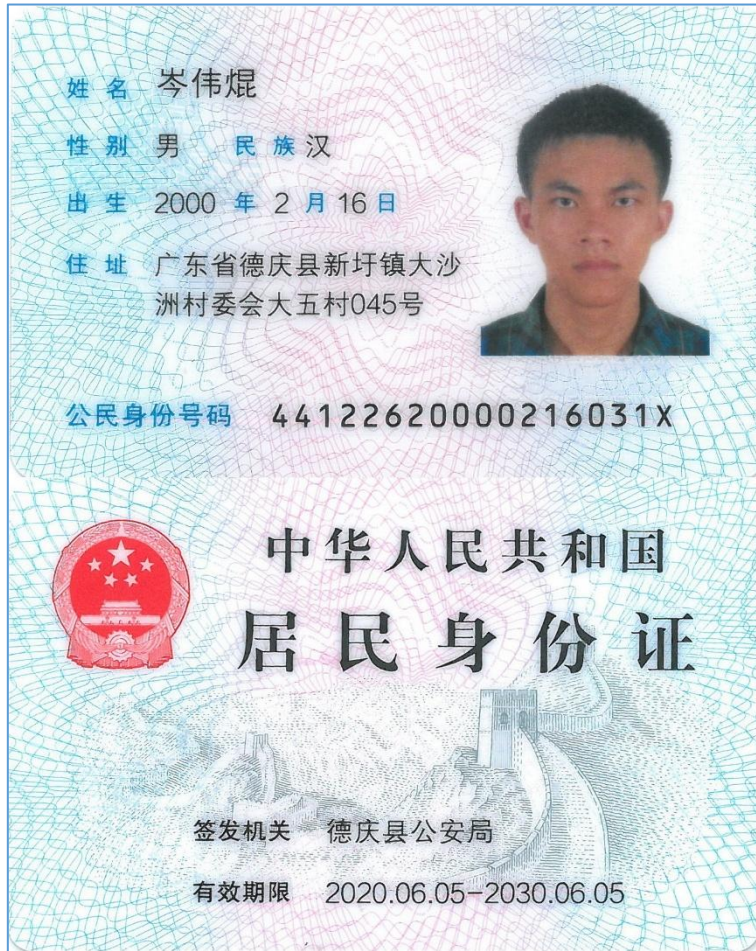 姓名 岑伟焜
性别 男 民族 汉
出生 2000 年 2 月 16 日
住址 广东省德庆县新圩镇大沙
洲村委会大五村045号
公民身份号码 44122620000216031X
中华人民共和国
居民身份证
签发机关 德庆县公安局
有效期限 2020.06.05-2030.06.05